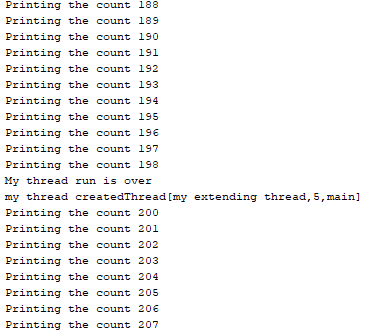 Printing the count 188
Printing the count 189
Printing the count 190
Printing the count 191
Printing the count 192
Printing the count 193
Printing the count 194
Printing the count 195
Printing the count 196
Printing the count 197
Printing the count 198
My thread run is over
my thread createdThread[my extending thread,5,main]
Printing the count 200
Printing the count 201
Printing the count 202
Printing the count 203
Printing the count 204
Printing the count 205
Printing the count 206
Printing the count 207